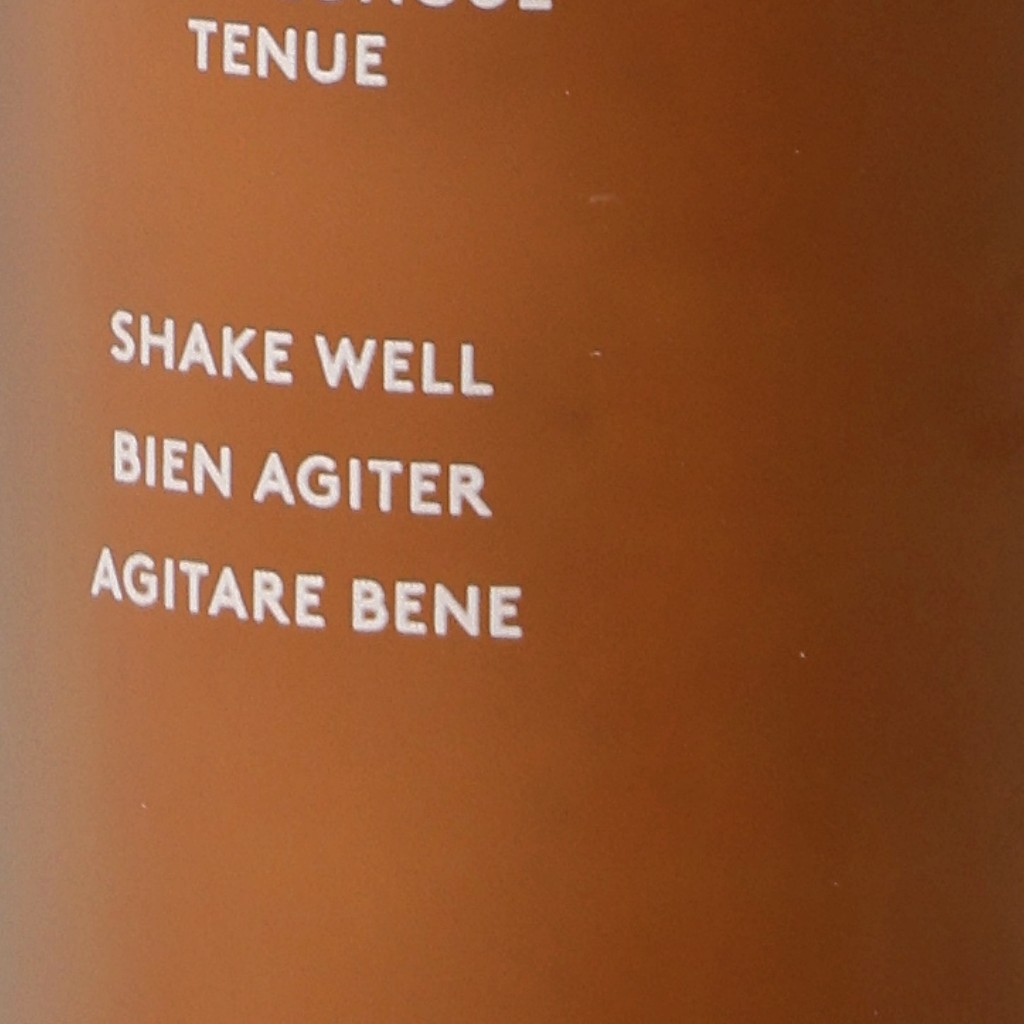 TENUE
SHAKE WELL
BIEN AGITER
AGITARE BENE